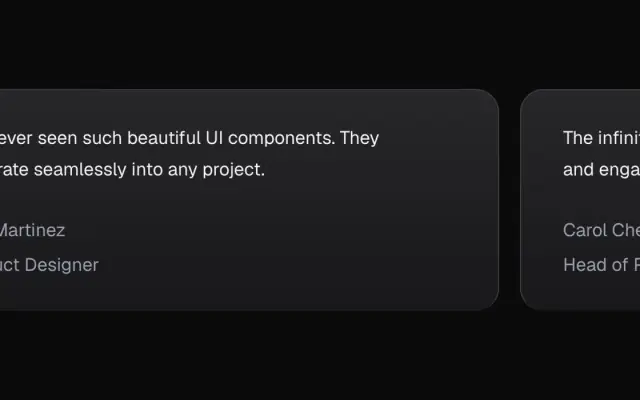 ever seen such beautiful UI components. They
rate seamlessly into any project.
Martinez
uct Designer
The infini
and enga
Carol Che
Head of